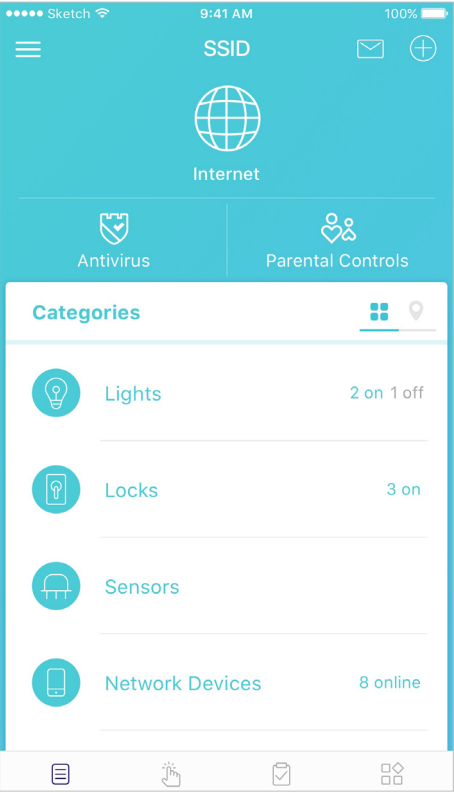 Sketch 9:41 AM 100%
SSID
Internet
Antivirus Parental Controls
Categories
Lights 2 on 1 off
Locks 3 on
Sensors
Network Devices 8 online